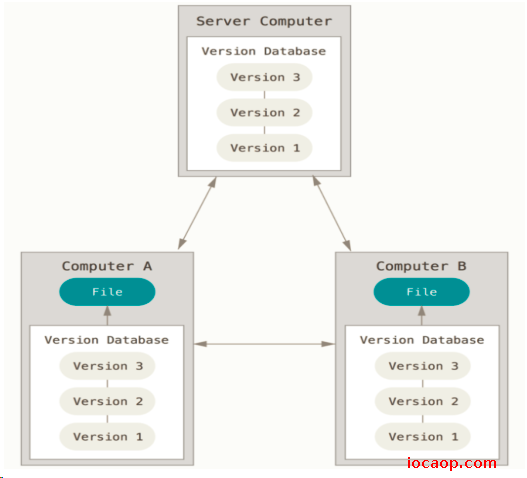 Server Computer
Version Database
Version 3
Version 2
Version 1
Computer A
File
Version Database
Version 3
Version 2
Version 1
Computer B
File
Version Database
Version 3
Version 2
Version 1
iocaop.com